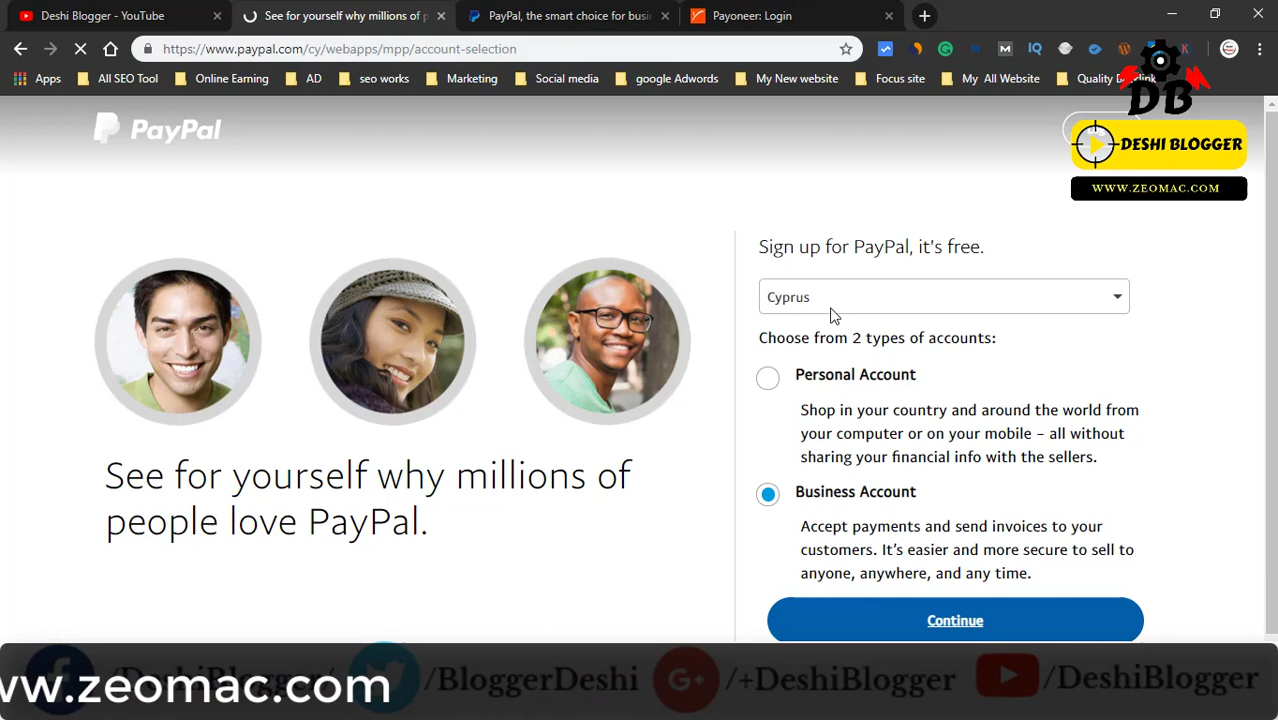 Deshi Blogger - YouTube
See for yourself why millions of p
PayPal, the smart choice for busi
Payoneer: Login
https://www.paypal.com/cy/webapps/mpp/account-selection
Apps
All SEO Tool
Online Earning
AD
seo works
Marketing
Social media
google Adwords
My New website
Focus site
My All Website
Quality Backlink
DB
DESHI BLOGGER
WWW.ZEOMAC.COM
PayPal
Sign up for PayPal, it's free.
Cyprus
Choose from 2 types of accounts:
Personal Account
Shop in your country and around the world from
your computer or on your mobile – all without
sharing your financial info with the sellers.
Business Account
Accept payments and send invoices to your
customers. It's easier and more secure to sell to
anyone, anywhere, and any time.
Continue
See for yourself why millions of
people love PayPal.
ww.zeomac.com
/DeshiBlogger/
/BloggerDeshi
G+ /+DeshiBlogger
/DeshiBlogger